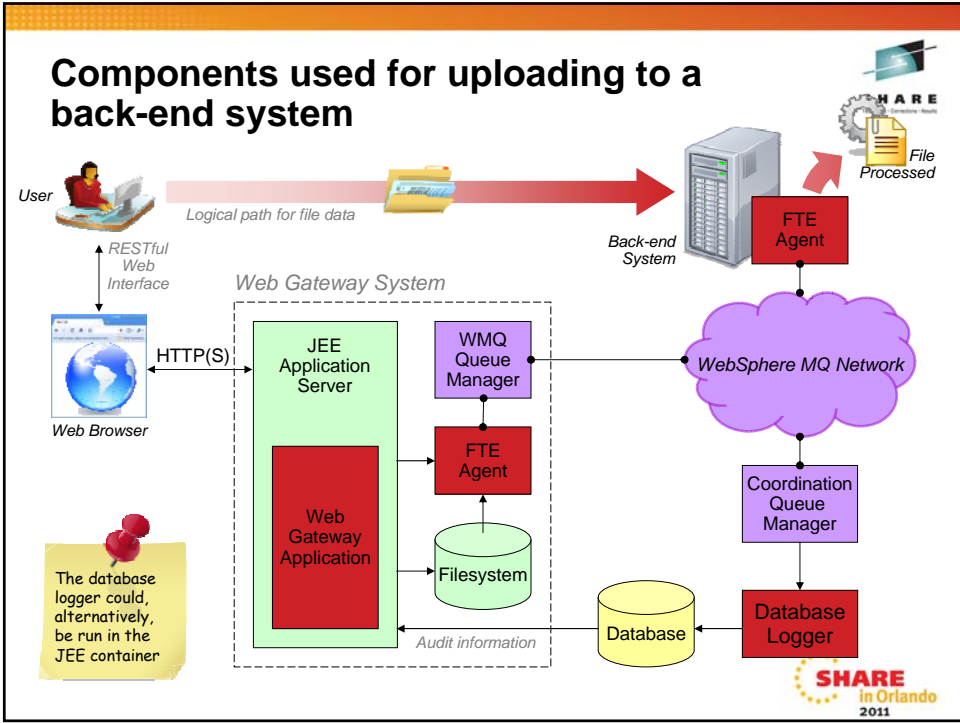 Components used for uploading to a
back-end system
HARE
Connections - Results
User
Logical path for file data
File
Processed
Back-end
System
FTE
Agent
RESTful
Web
Interface
Web Gateway System
HTTP(S)
Web Browser
JEE
Application
Server
WMQ
Queue
Manager
WebSphere MQ Network
FTE
Agent
Web
Gateway
Application
Filesystem
Coordination
Queue
Manager
The database
logger could,
alternatively,
be run in the
JEE container
Audit information
Database
Database
Logger
SHARE
in Orlando
2011